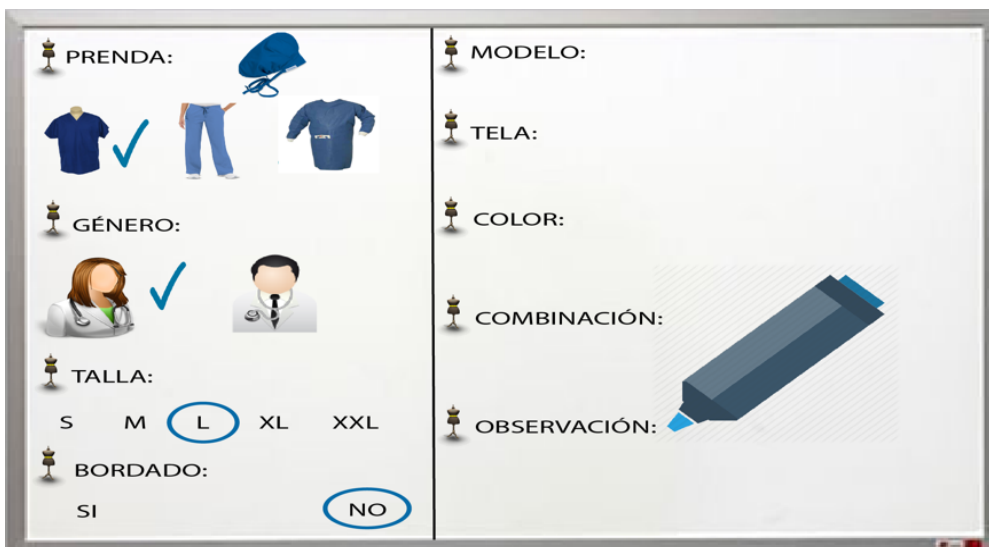 PRENDA:
GÉNERO:
TALLA:
S M L XL XXL
BORDADO:
SI NO
MODELO:
TELA:
COLOR:
COMBINACIÓN:
OBSERVACIÓN: